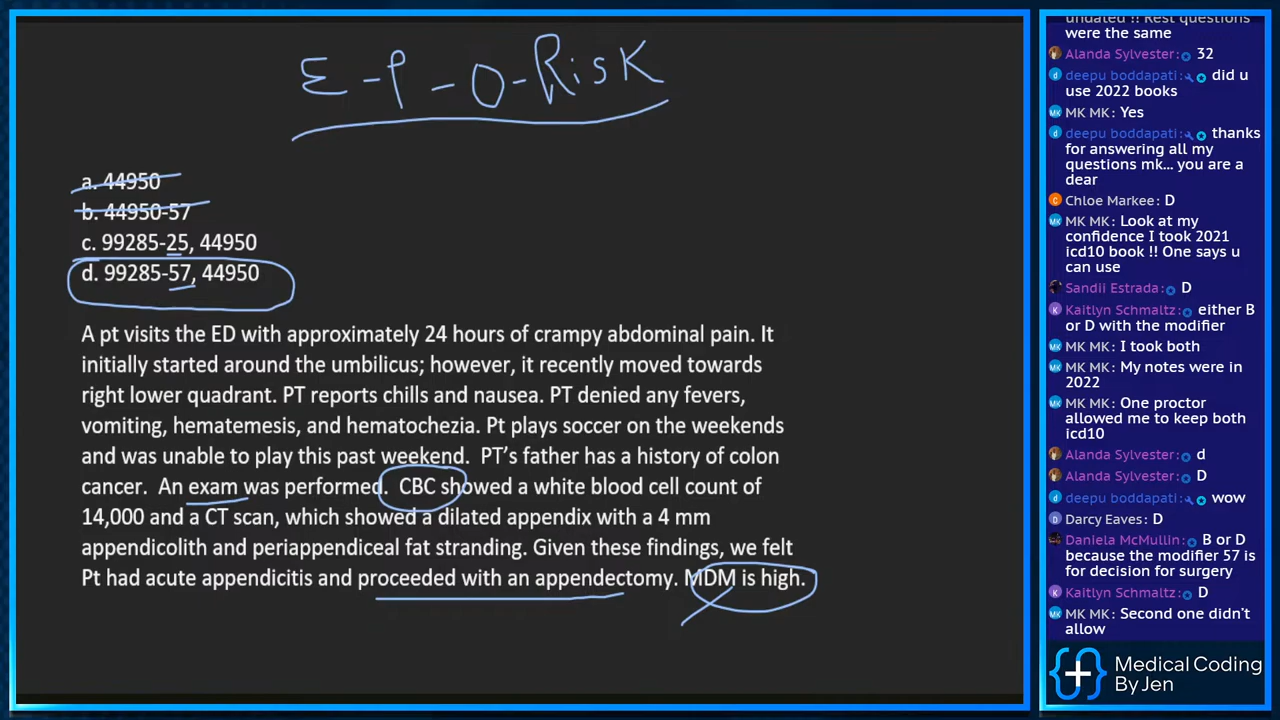 E-P-O-Risk
a. 44950
b. 44950-57
c. 99285-25, 44950
d. 99285-57, 44950
A pt visits the ED with approximately 24 hours of crampy abdominal pain. It
initially started around the umbilicus; however, it recently moved towards
right lower quadrant. PT reports chills and nausea. PT denied any fevers,
vomiting, hematemesis, and hematochezia. Pt plays soccer on the weekends
and was unable to play this past weekend. PT's father has a history of colon
cancer. An exam was performed. CBC showed a white blood cell count of
14,000 and a CT scan, which showed a dilated appendix with a 4 mm
appendicolith and periappendiceal fat stranding. Given these findings, we felt
Pt had acute appendicitis and proceeded with an appendectomy. MDM is high.
undated !! Rest questions
were the same
Alanda Sylvester: 32
deepu boddapati: did u
use 2022 books
MK MK: Yes
deepu boddapati: thanks
for answering all my
questions mk... you are a
dear
Chloe Markee: D
MK MK: Look at my
confidence I took 2021
icd10 book !! One says u
can use
Sandii Estrada: D
Kaitlyn Schmaltz: either B
or D with the modifier
MK MK: I took both
MK MK: My notes were in
2022
MK MK: One proctor
allowed me to keep both
icd10
Alanda Sylvester: d
Alanda Sylvester: D
deepu boddapati: wow
Darcy Eaves: D
Daniela McMullin: B or D
because the modifier 57 is
for decision for surgery
Kaitlyn Schmaltz: D
MK MK: Second one didn't
allow
Medical Coding
By Jen